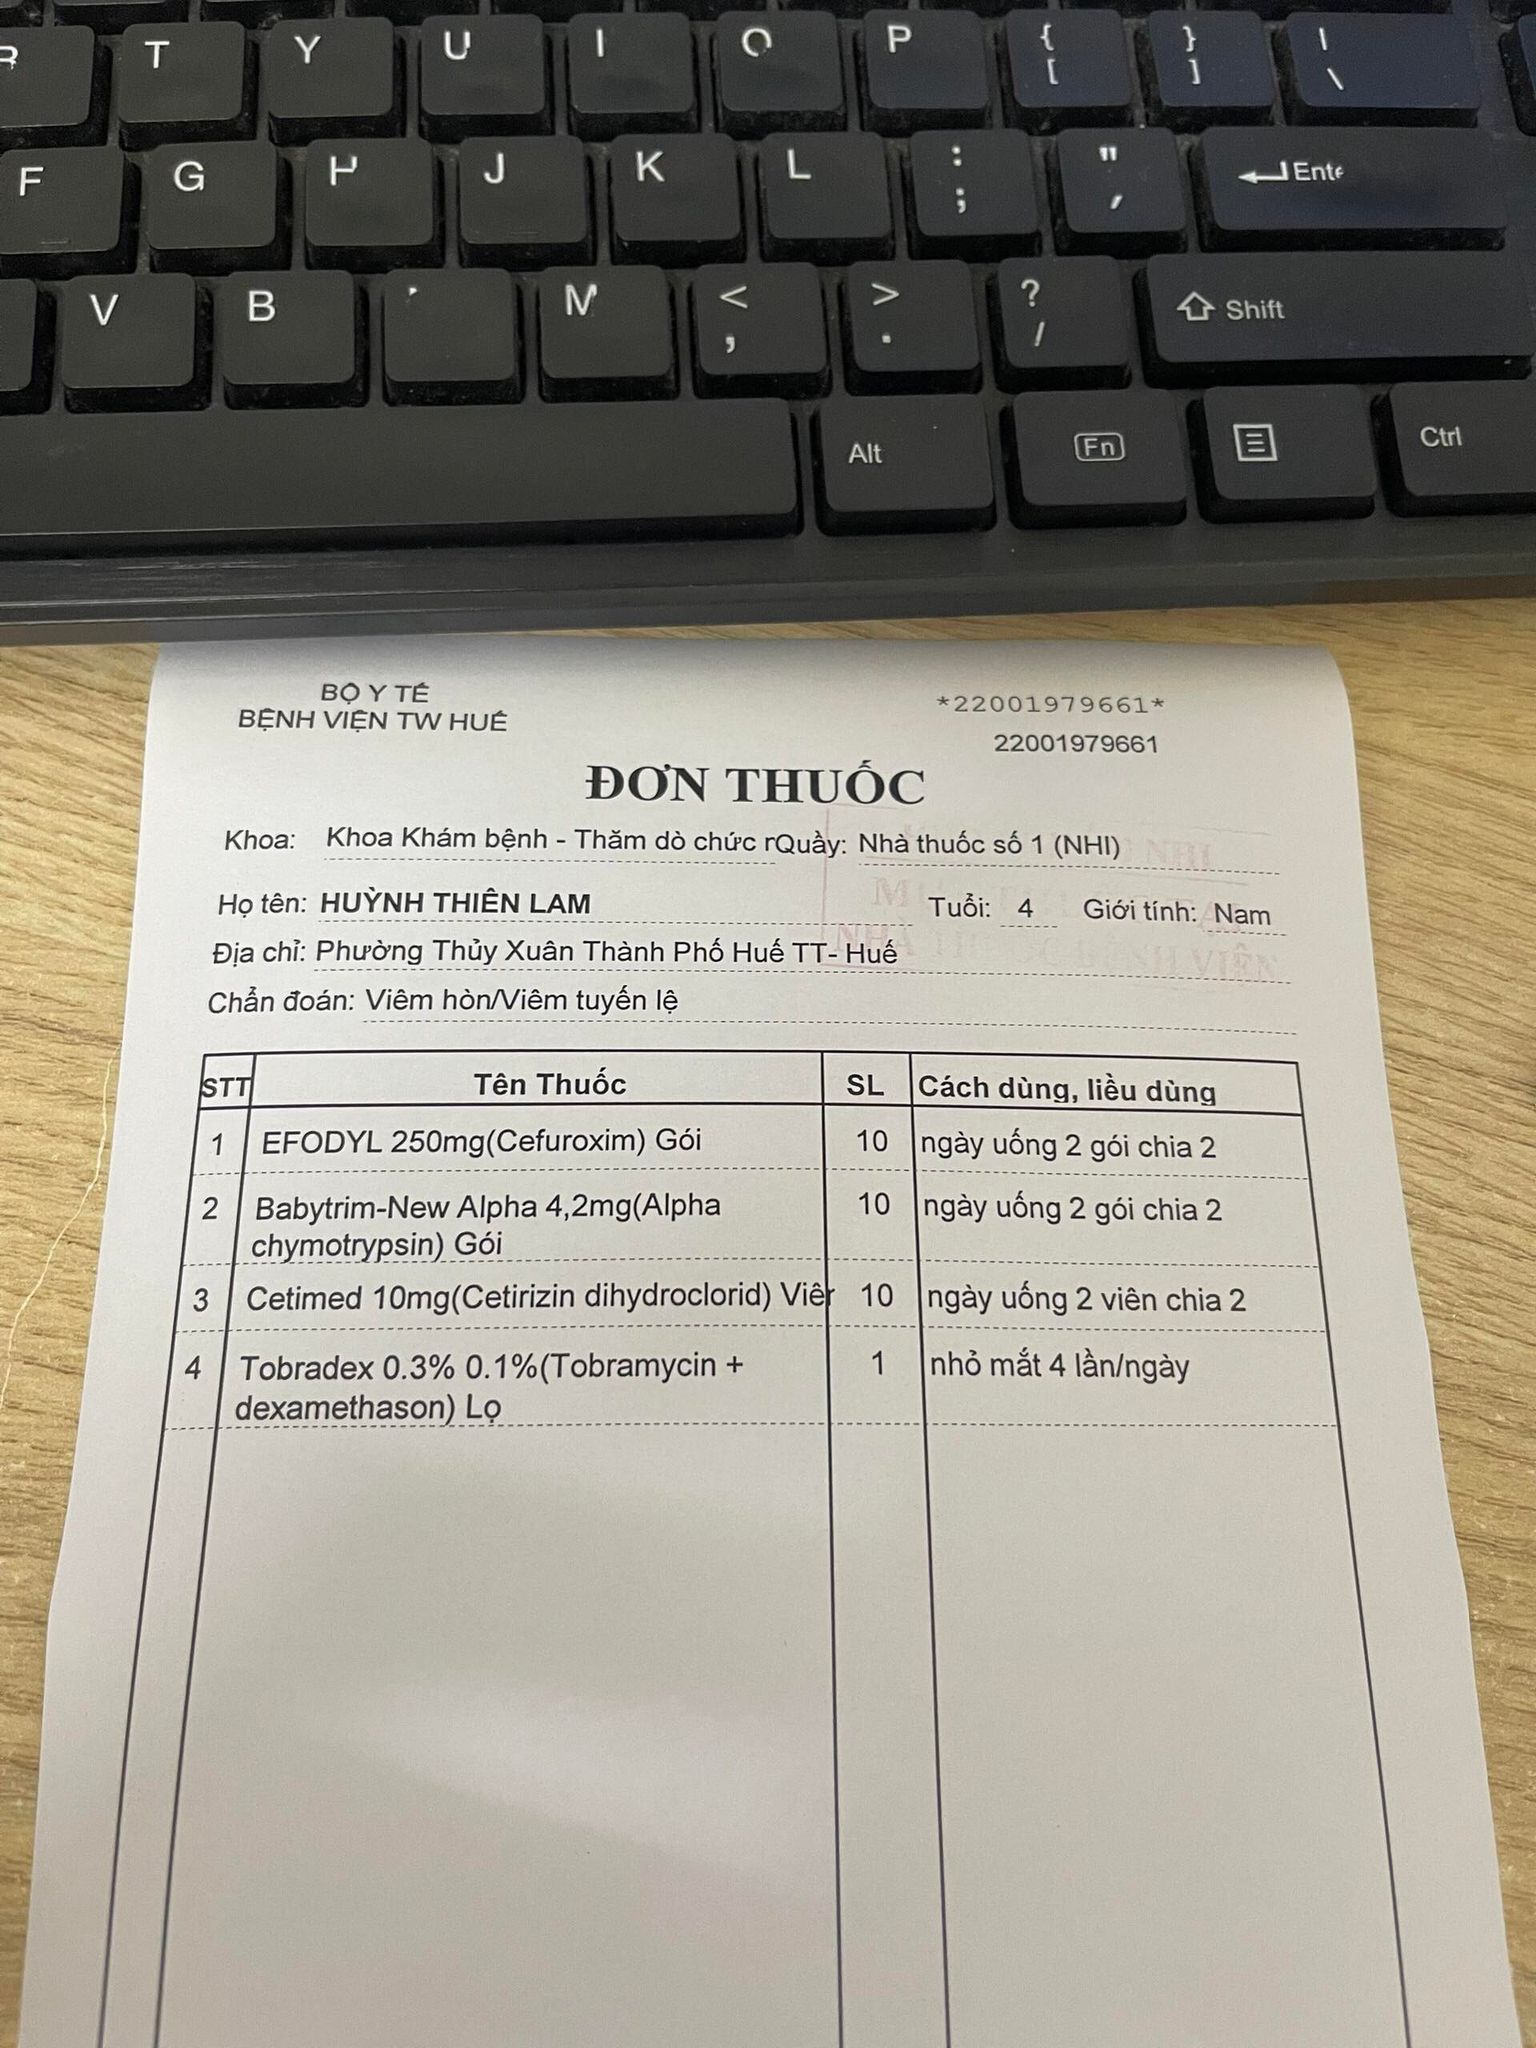 T Y U I O P { [ } ] | \
F G H J K L : ; " ' Ente
V B M < , > . ? / Shift
Alt Fn Ctrl
BỘ Y TẾ
BỆNH VIỆN TW HUẾ
*22001979661*
22001979661
ĐƠN THUỐC
Khoa: Khoa Khám bệnh - Thăm dò chức rQuầy: Nhà thuốc số 1 (NHI)
Họ tên: HUỲNH THIÊN LAM Tuổi: 4 Giới tính: Nam
Địa chỉ: Phường Thủy Xuân Thành Phố Huế TT- Huế
Chẩn đoán: Viêm hòn/Viêm tuyến lệ
STT Tên Thuốc SL Cách dùng, liều dùng
1 EFODYL 250mg(Cefuroxim) Gói 10 ngày uống 2 gói chia 2
2 Babytrim-New Alpha 4,2mg(Alpha 10 ngày uống 2 gói chia 2
chymotrypsin) Gói
3 Cetimed 10mg(Cetirizin dihydroclorid) Viên 10 ngày uống 2 viên chia 2
4 Tobradex 0.3% 0.1%(Tobramycin + 1 nhỏ mắt 4 lần/ngày
dexamethason) Lọ